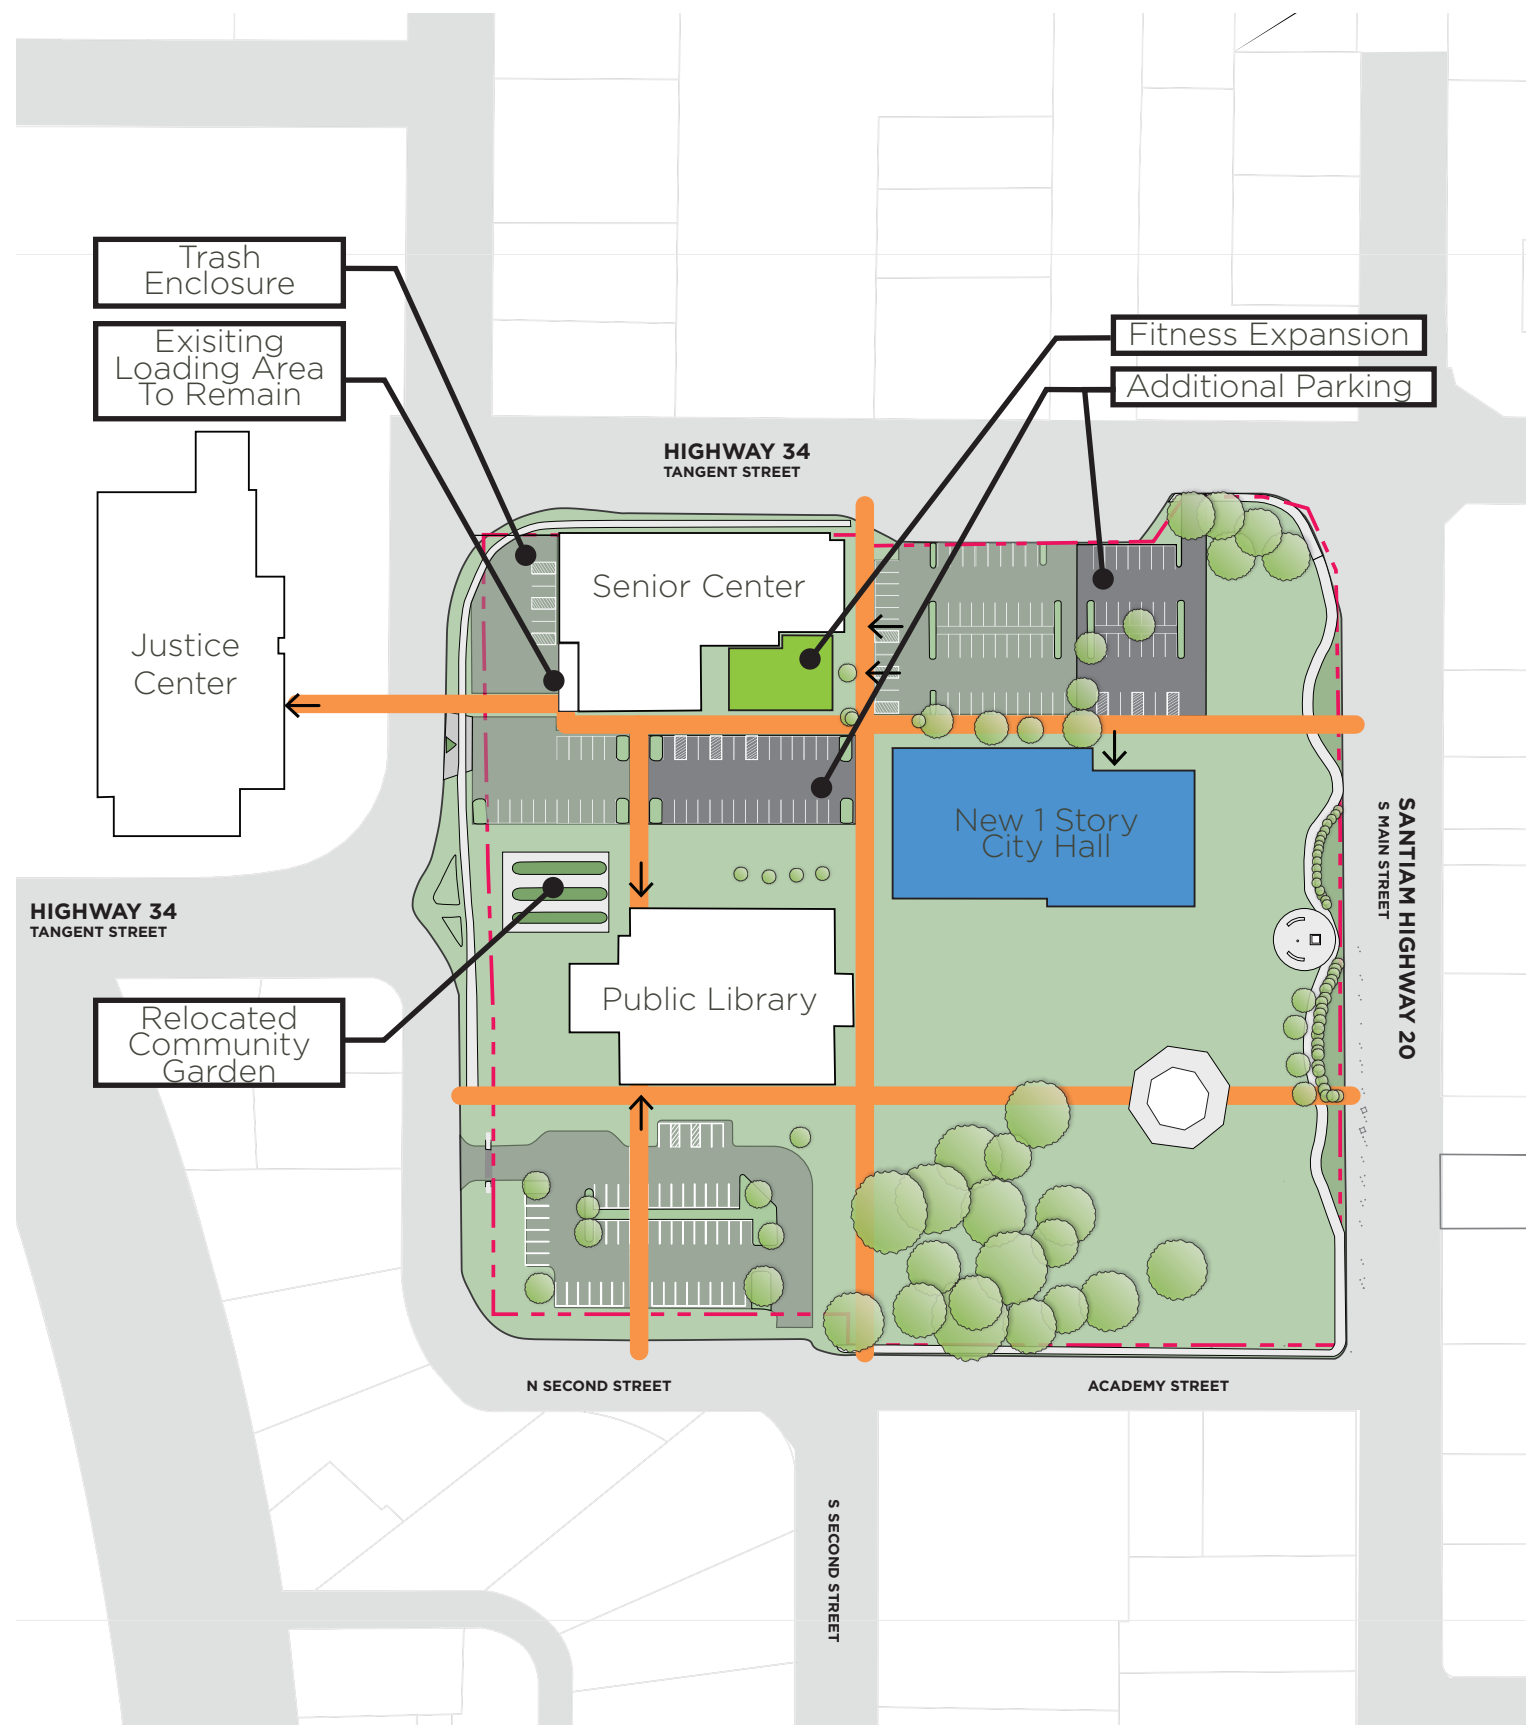 Trash
Enclosure
Exisiting
Loading Area
To Remain
Fitness Expansion
Additional Parking
HIGHWAY 34
TANGENT STREET
Senior Center
Justice
Center
New 1 Story
City Hall
SANTIAM HIGHWAY 20
S MAIN STREET
HIGHWAY 34
TANGENT STREET
Public Library
Relocated
Community
Garden
N SECOND STREET
ACADEMY STREET
S SECOND STREET